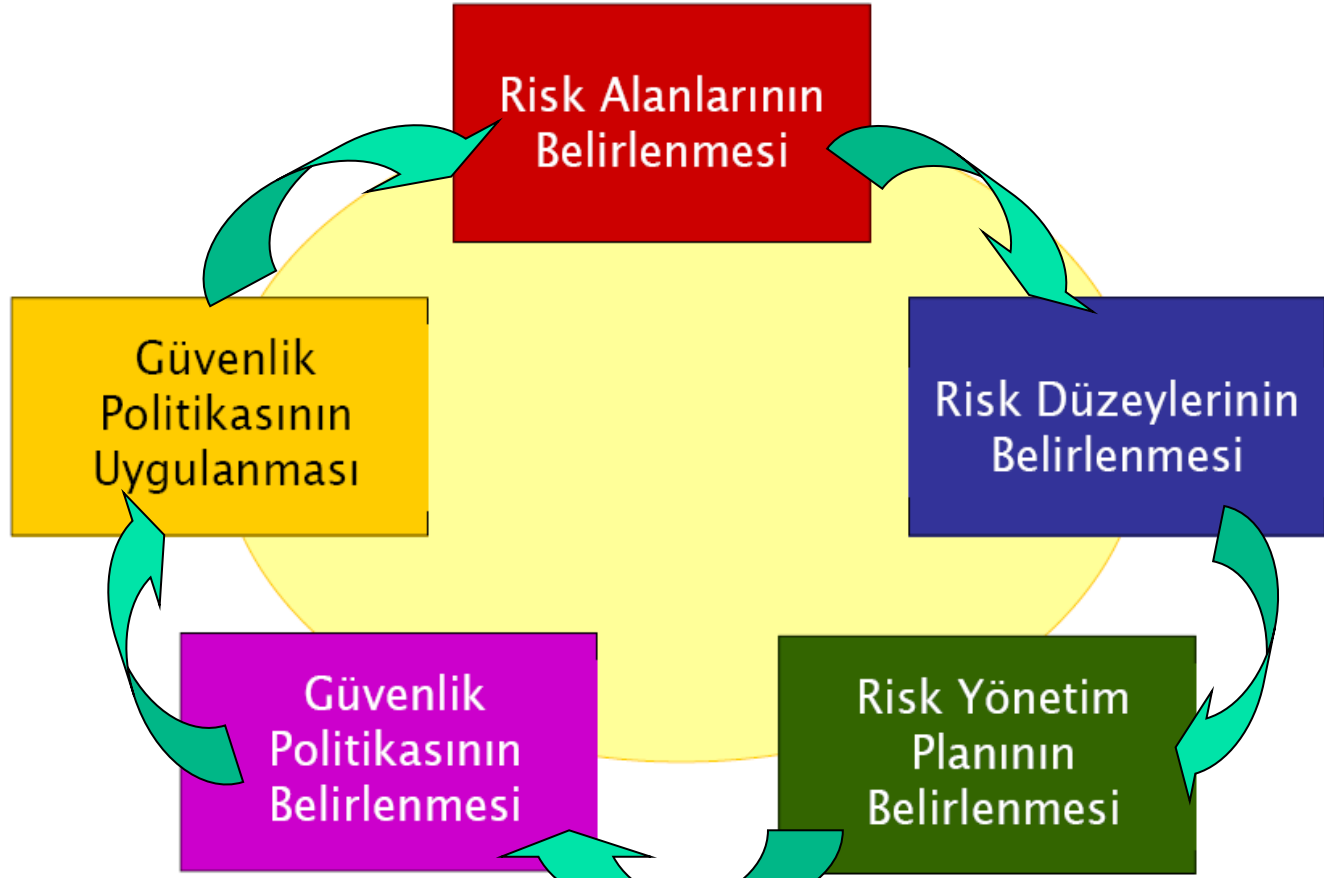 Risk Alanlarının
Belirlenmesi
Risk Düzeylerinin
Belirlenmesi
Risk Yönetim
Planının
Belirlenmesi
Güvenlik
Politikasının
Belirlenmesi
Güvenlik
Politikasının
Uygulanması